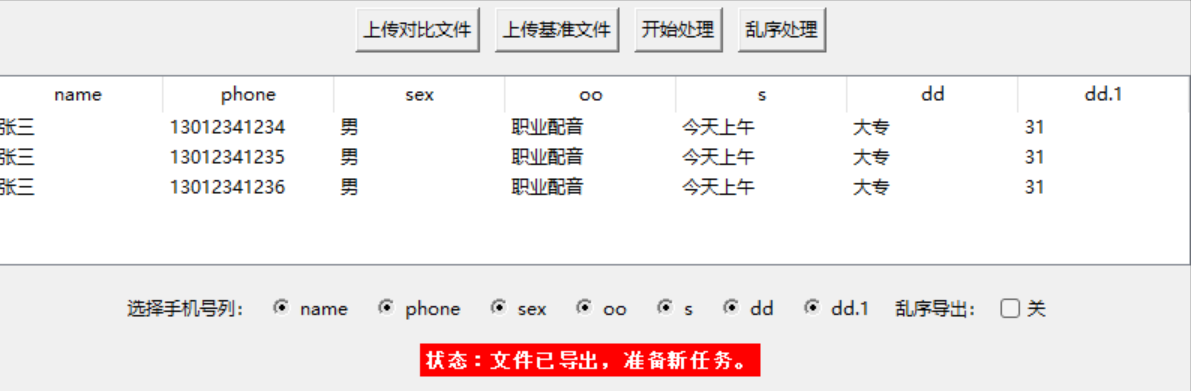 上传对比文件 上传基准文件 开始处理 乱序处理
name phone sex oo s dd dd.1
张三 13012341234 男 职业配音 今天上午 大专 31
张三 13012341235 男 职业配音 今天上午 大专 31
张三 13012341236 男 职业配音 今天上午 大专 31
选择手机号列： name phone sex oo s dd dd.1 乱序导出： 关
状态：文件已导出，准备新任务。